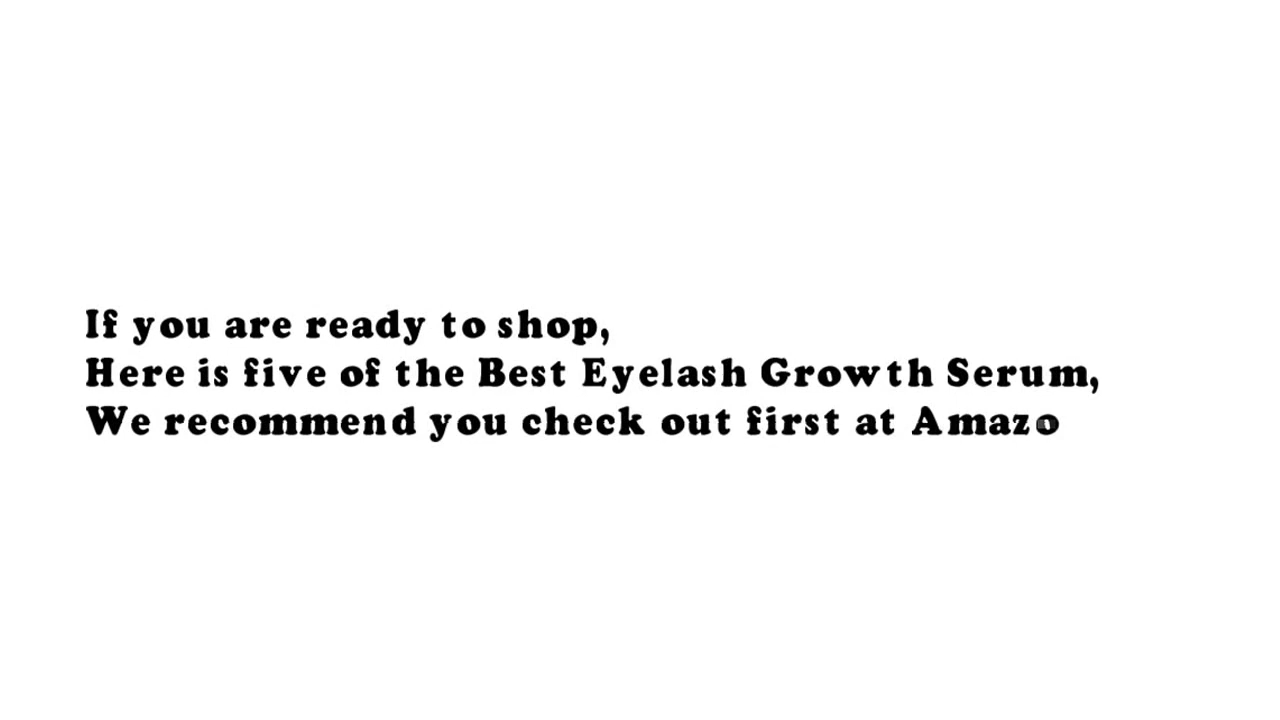 If you are ready to shop,
Here is five of the Best Eyelash Growth Serum,
We recommend you check out first at Amazo